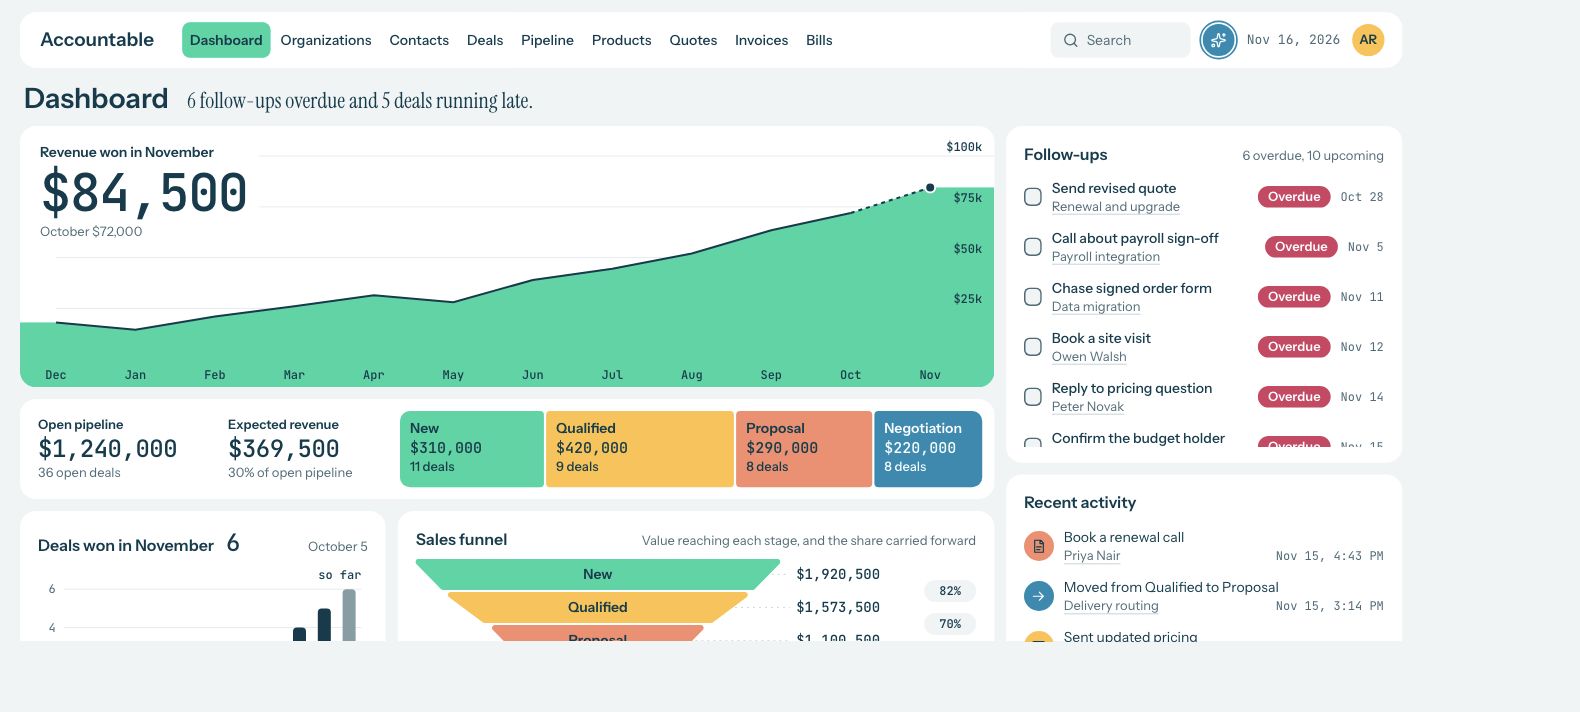 Accountable
Dashboard Organizations Contacts Deals Pipeline Products Quotes Invoices Bills
Search
Nov 16, 2026
AR
Dashboard
6 follow-ups overdue and 5 deals running late.
Revenue won in November
$84,500
October $72,000
$100k
$75k
$50k
$25k
Dec Jan Feb Mar Apr May Jun Jul Aug Sep Oct Nov
Open pipeline
$1,240,000
36 open deals
Expected revenue
$369,500
30% of open pipeline
New
$310,000
11 deals
Qualified
$420,000
9 deals
Proposal
$290,000
8 deals
Negotiation
$220,000
8 deals
Deals won in November 6
October 5
so far
6
4
Sales funnel
Value reaching each stage, and the share carried forward
New $1,920,500
82%
Qualified $1,573,500
70%
Proposal $1,100,500
Follow-ups
6 overdue, 10 upcoming
Send revised quote
Renewal and upgrade
Overdue Oct 28
Call about payroll sign-off
Payroll integration
Overdue Nov 5
Chase signed order form
Data migration
Overdue Nov 11
Book a site visit
Owen Walsh
Overdue Nov 12
Reply to pricing question
Peter Novak
Overdue Nov 14
Confirm the budget holder
Overdue Nov 15
Recent activity
Book a renewal call
Priya Nair
Nov 15, 4:43 PM
Moved from Qualified to Proposal
Delivery routing
Nov 15, 3:14 PM
Sent updated pricing